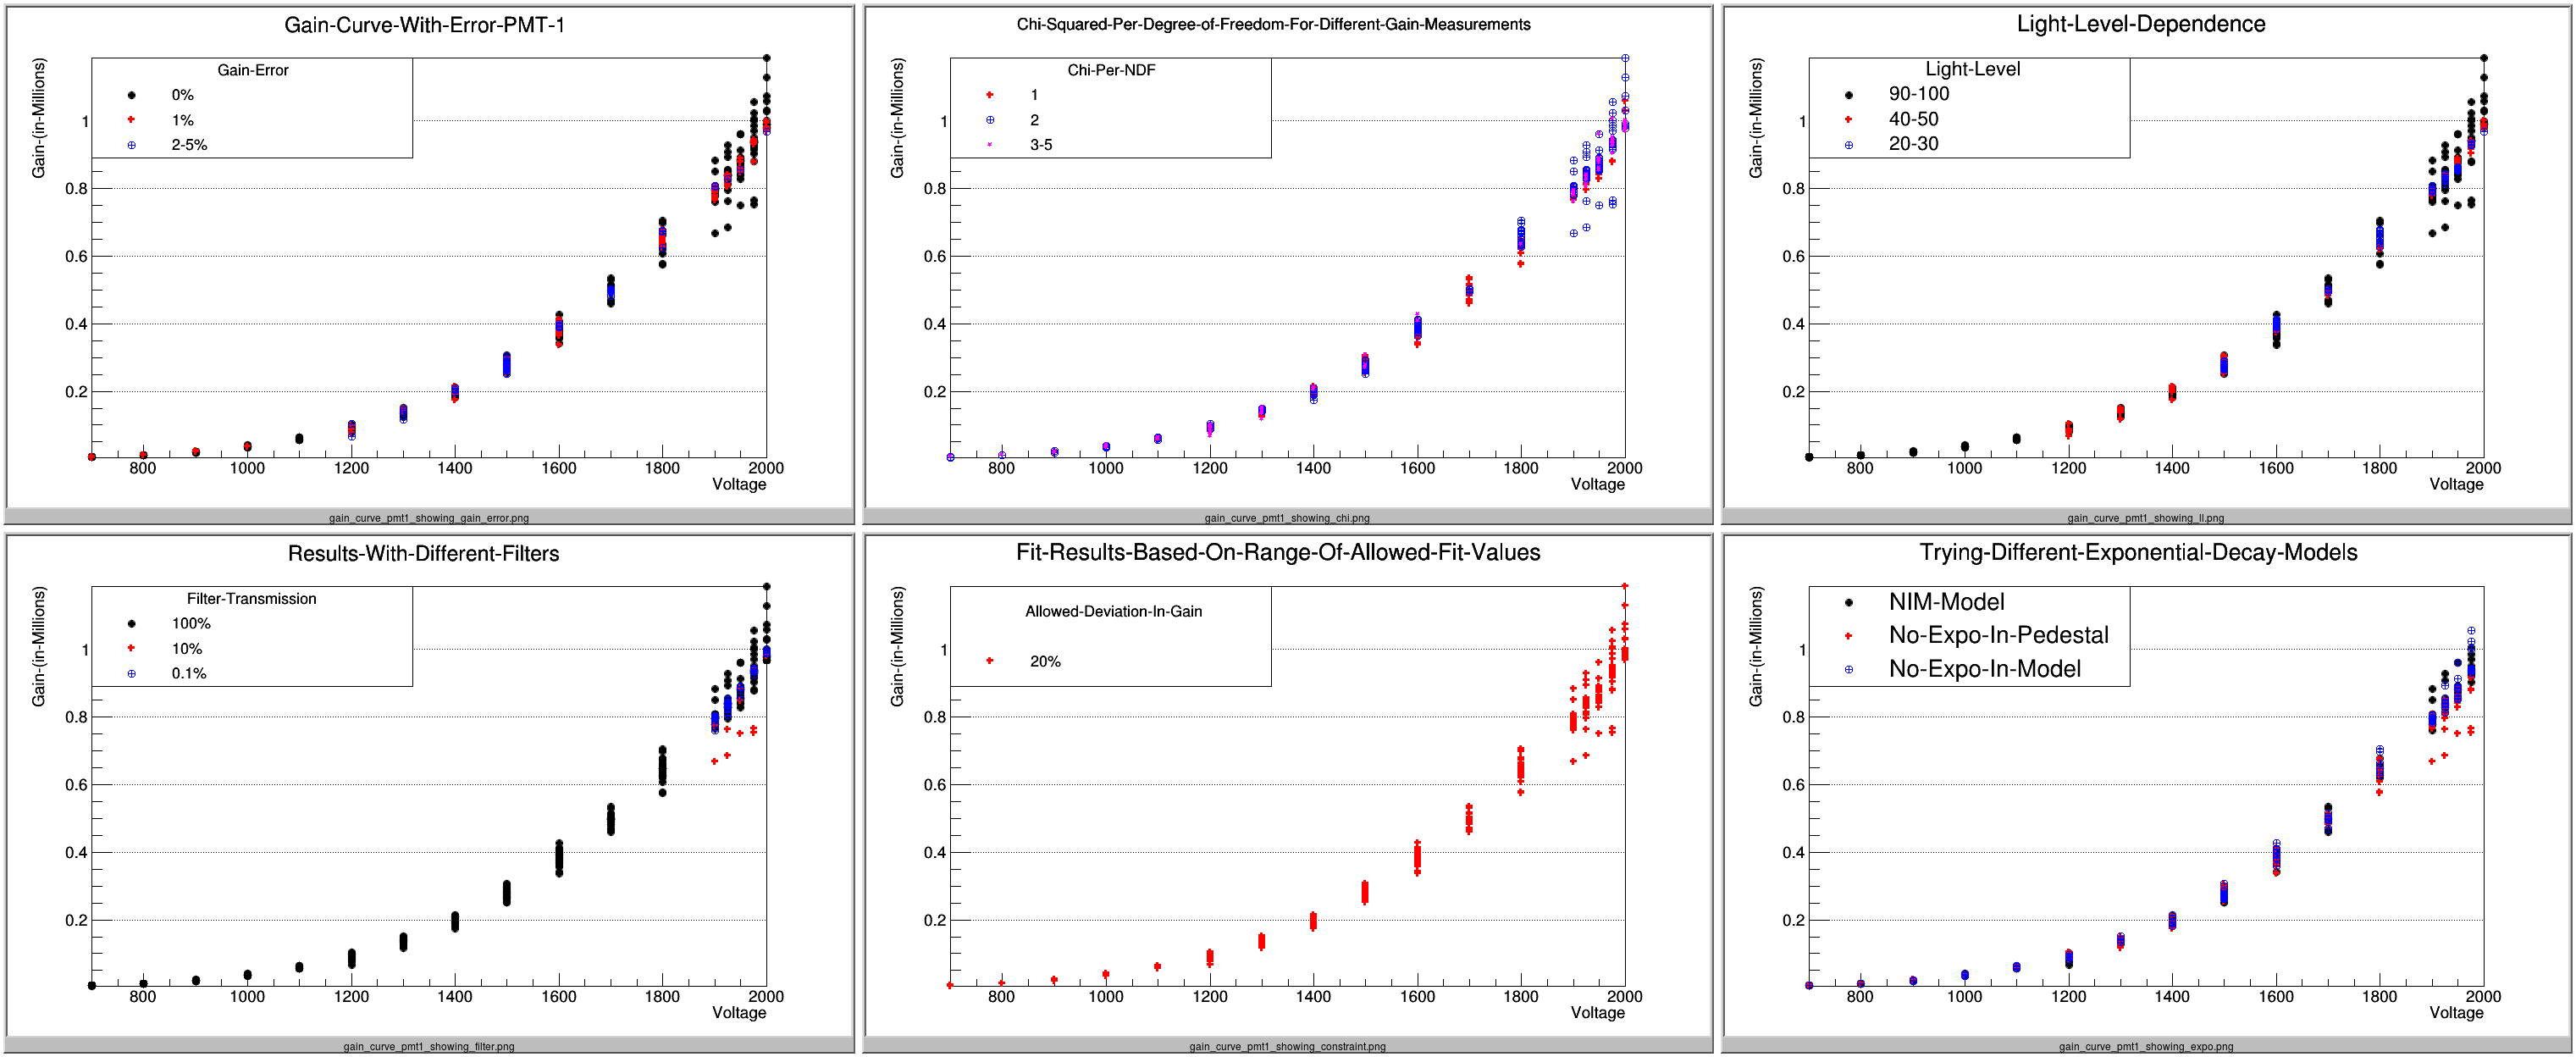 Gain-Curve-With-Error-PMT-1
Gain-(in-Millions)
Gain-Error
0%
1%
2-5%
1
0.8
0.6
0.4
0.2
800 1000 1200 1400 1600 1800 2000
Voltage
gain_curve_pmt1_showing_gain_error.png
Chi-Squared-Per-Degree-of-Freedom-For-Different-Gain-Measurements
Gain-(in-Millions)
Chi-Per-NDF
1
2
3-5
1
0.8
0.6
0.4
0.2
800 1000 1200 1400 1600 1800 2000
Voltage
gain_curve_pmt1_showing_chi.png
Light-Level-Dependence
Gain-(in-Millions)
Light-Level
90-100
40-50
20-30
1
0.8
0.6
0.4
0.2
800 1000 1200 1400 1600 1800 2000
Voltage
gain_curve_pmt1_showing_ll.png
Results-With-Different-Filters
Gain-(in-Millions)
Filter-Transmission
100%
10%
0.1%
1
0.8
0.6
0.4
0.2
800 1000 1200 1400 1600 1800 2000
Voltage
gain_curve_pmt1_showing_filter.png
Fit-Results-Based-On-Range-Of-Allowed-Fit-Values
Gain-(in-Millions)
Allowed-Deviation-In-Gain
20%
1
0.8
0.6
0.4
0.2
800 1000 1200 1400 1600 1800 2000
Voltage
gain_curve_pmt1_showing_constraint.png
Trying-Different-Exponential-Decay-Models
Gain-(in-Millions)
NIM-Model
No-Expo-In-Pedestal
No-Expo-In-Model
1
0.8
0.6
0.4
0.2
800 1000 1200 1400 1600 1800 2000
Voltage
gain_curve_pmt1_showing_expo.png